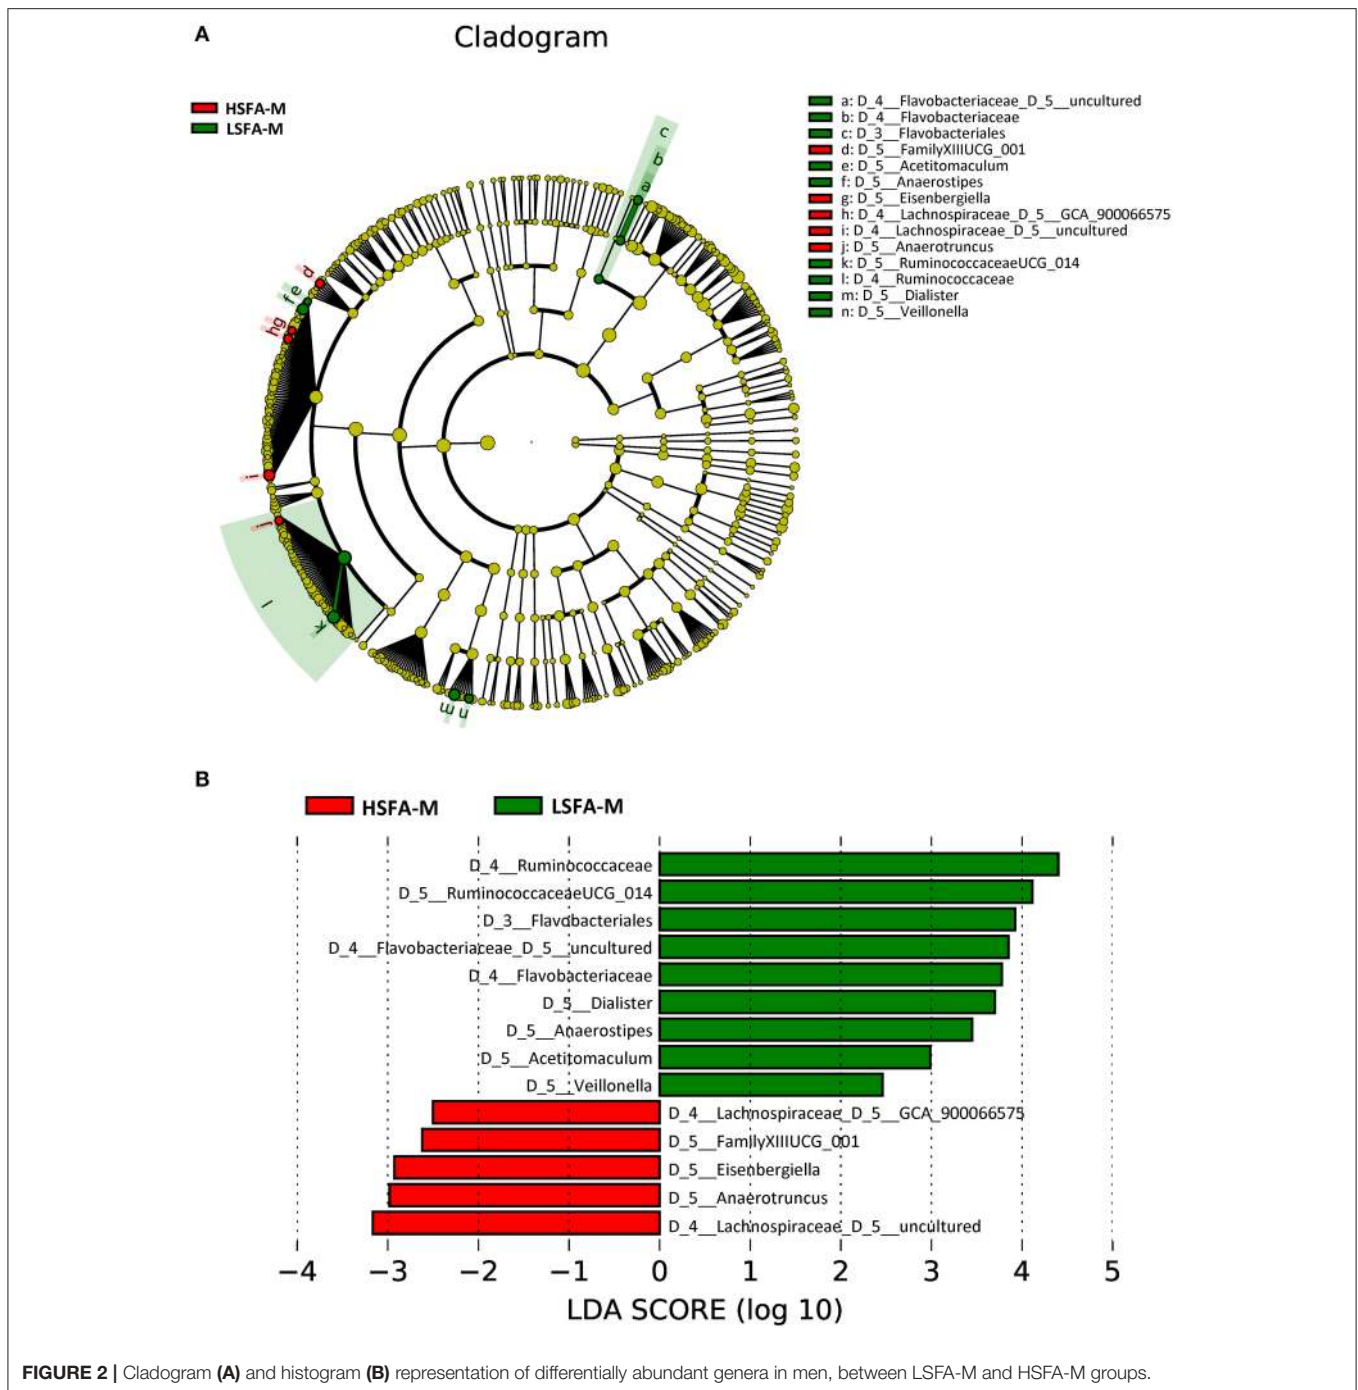 A
Cladogram
HSFA-M
LSFA-M
a: D_4__Flavobacteriaceae_D_5__uncultured
b: D_4__Flavobacteriaceae
c: D_3__Flavobacteriales
d: D_5__FamilyXIIIUCG_001
e: D_5__Acetitomaculum
f: D_5__Anaerostipes
g: D_5__Eisenbergiella
h: D_4__Lachnospiraceae_D_5__GCA_900066575
i: D_4__Lachnospiraceae_D_5__uncultured
j: D_5__Anaerotruncus
k: D_5__RuminococcaceaeUCG_014
l: D_4__Ruminococcaceae
m: D_5__Dialister
n: D_5__Veillonella
c
b
a
d
e
f
g
h
i
j
l
k
m
n
B
HSFA-M
LSFA-M
D_4__Ruminococcaceae
D_5__RuminococcaceaeUCG_014
D_3__Flavobacteriales
D_4__Flavobacteriaceae_D_5__uncultured
D_4__Flavobacteriaceae
D_5__Dialister
D_5__Anaerostipes
D_5__Acetitomaculum
D_5__Veillonella
D_4__Lachnospiraceae_D_5__GCA_900066575
D_5__FamilyXIIIUCG_001
D_5__Eisenbergiella
D_5__Anaerotruncus
D_4__Lachnospiraceae_D_5__uncultured
−4 −3 −2 −1 0 1 2 3 4 5
LDA SCORE (log 10)
FIGURE 2 | Cladogram (A) and histogram (B) representation of differentially abundant genera in men, between LSFA-M and HSFA-M groups.